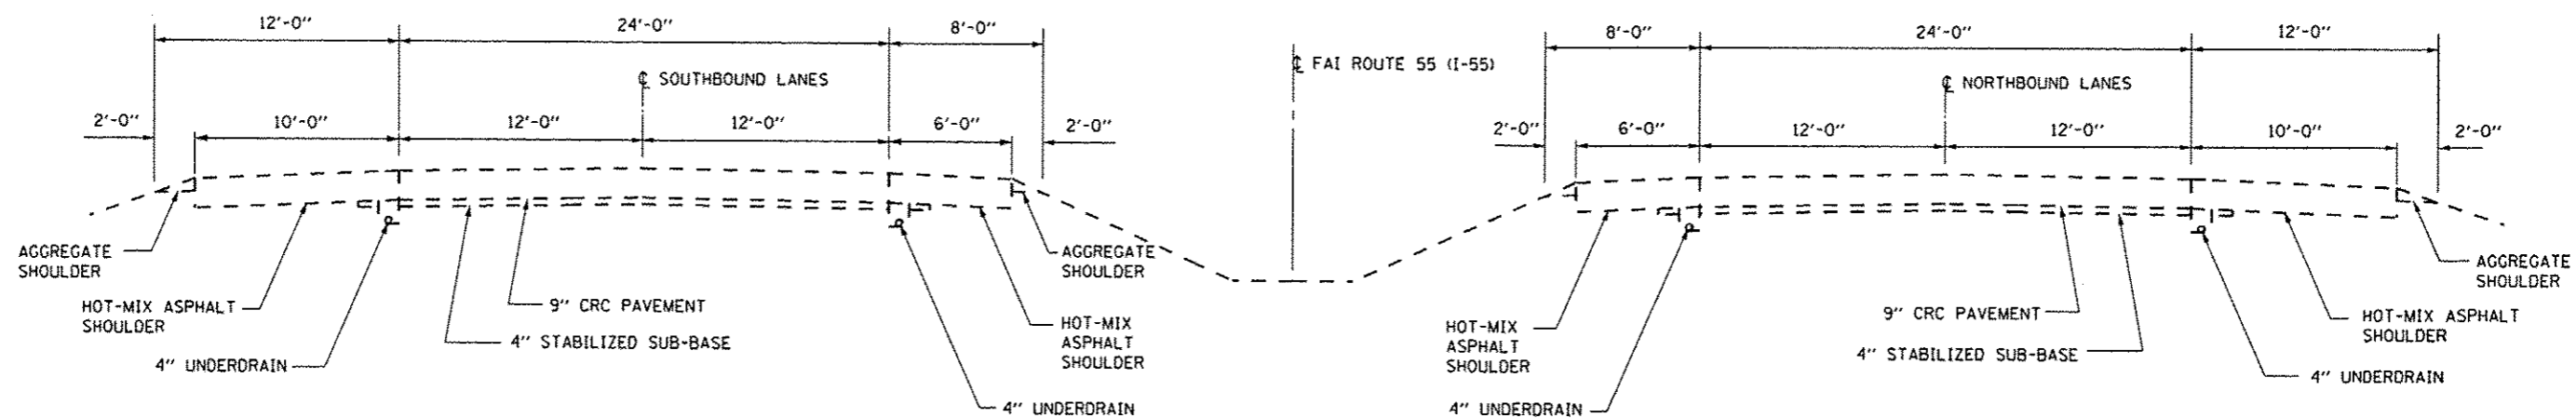 12'-0" 24'-0" 8'-0" 8'-0" 24'-0" 12'-0"
℄ FAI ROUTE 55 (I-55)
℄ SOUTHBOUND LANES
℄ NORTHBOUND LANES
2'-0" 10'-0" 12'-0" 12'-0" 6'-0" 2'-0" 2'-0" 6'-0" 12'-0" 12'-0" 10'-0" 2'-0"
AGGREGATE
SHOULDER
HOT-MIX ASPHALT
SHOULDER
4" UNDERDRAIN
9" CRC PAVEMENT
4" STABILIZED SUB-BASE
AGGREGATE
SHOULDER
HOT-MIX
ASPHALT
SHOULDER
4" UNDERDRAIN
HOT-MIX
ASPHALT
SHOULDER
4" UNDERDRAIN
9" CRC PAVEMENT
4" STABILIZED SUB-BASE
AGGREGATE
SHOULDER
HOT-MIX ASPHALT
SHOULDER
4" UNDERDRAIN